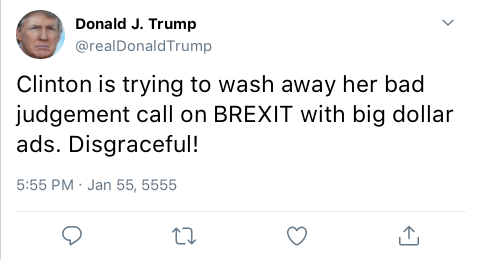 Donald J. Trump
@realDonaldTrump
Clinton is trying to wash away her bad
judgement call on BREXIT with big dollar
ads. Disgraceful!
5:55 PM · Jan 55, 5555